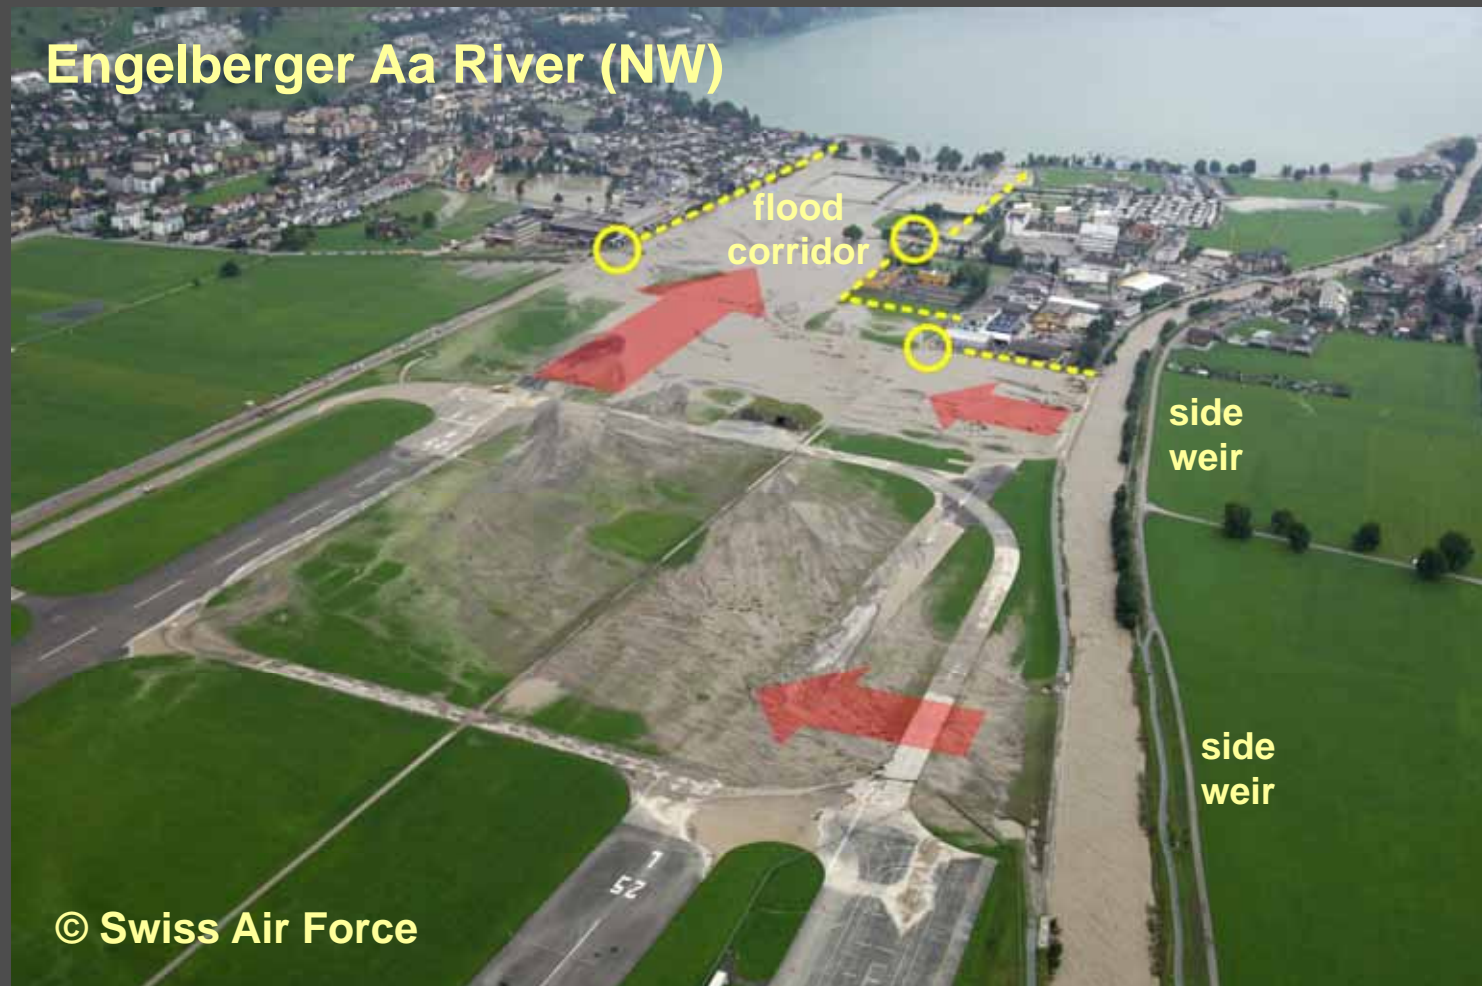 Engelberger Aa River (NW)
flood
corridor
side
weir
side
weir
© Swiss Air Force